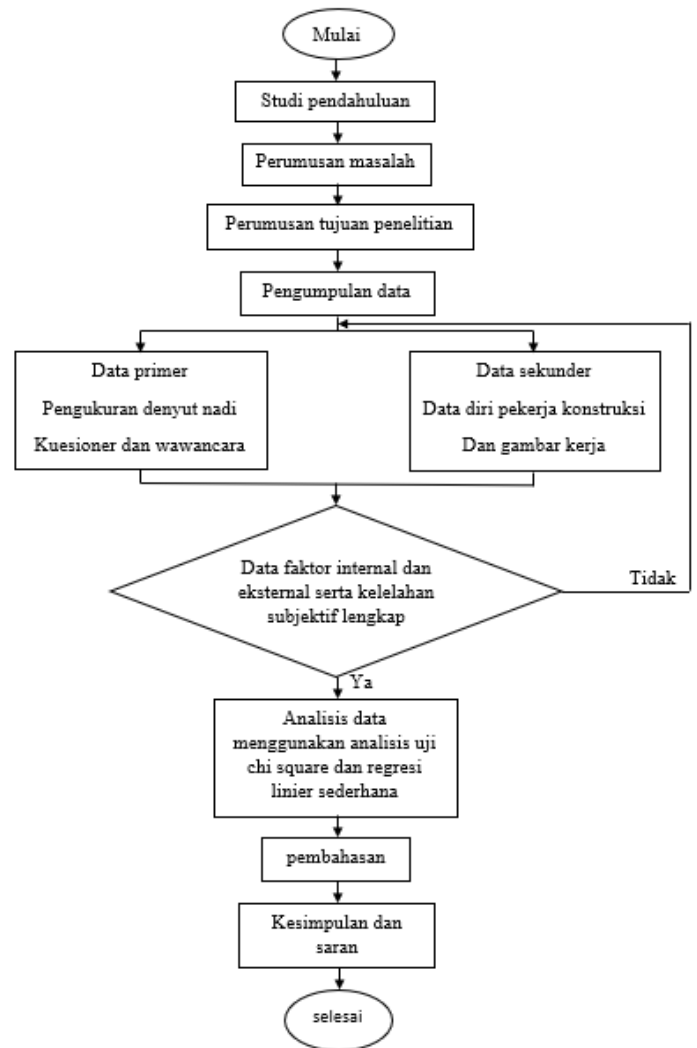 Mulai
Studi pendahuluan
Perumusan masalah
Perumusan tujuan penelitian
Pengumpulan data
Data primer
Pengukuran denyut nadi
Kuesioner dan wawancara
Data sekunder
Data diri pekerja konstruksi
Dan gambar kerja
Data faktor internal dan
eksternal serta kelelahan
subjektif lengkap
Tidak
Ya
Analisis data
menggunakan analisis uji
chi square dan regresi
linier sederhana
pembahasan
Kesimpulan dan
saran
selesai